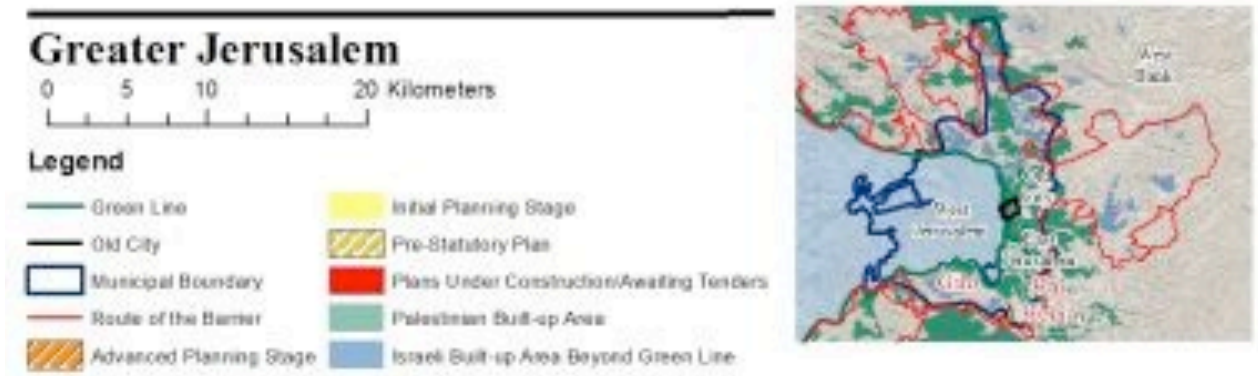 Greater Jerusalem
0 5 10 20 Kilometers
Legend
Green Line
Old City
Municipal Boundary
Route of the Barrier
Advanced Planning Stage
Initial Planning Stage
Pre-Statutory Plan
Plans Under Construction/Awaiting Tenders
Palestinian Built-up Area
Israeli Built-up Area Beyond Green Line
West
Bank
West
Jerusalem